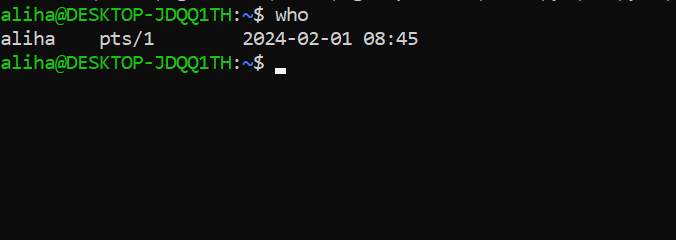 aliha@DESKTOP-JDQQ1TH:~$ who
aliha    pts/1        2024-02-01 08:45
aliha@DESKTOP-JDQQ1TH:~$